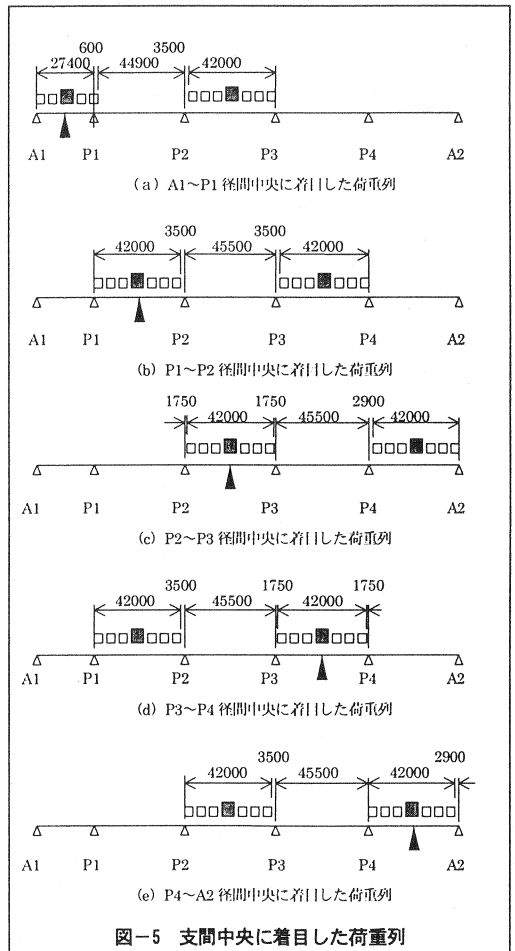 600 3500
27400 44900 42000
A1 P1 P2 P3 P4 A2
(a) A1~P1 径間中央に着目した荷重列
3500 3500
42000 45500 42000
A1 P1 P2 P3 P4 A2
(b) P1~P2 径間中央に着目した荷重列
1750 1750 2900
42000 45500 42000
A1 P1 P2 P3 P4 A2
(c) P2~P3 径間中央に着目した荷重列
3500 1750 1750
42000 45500 42000
A1 P1 P2 P3 P4 A2
(d) P3~P4 径間中央に着目した荷重列
3500 2900
42000 45500 42000
A1 P1 P2 P3 P4 A2
(e) P4~A2 径間中央に着目した荷重列
図-5 支間中央に着目した荷重列